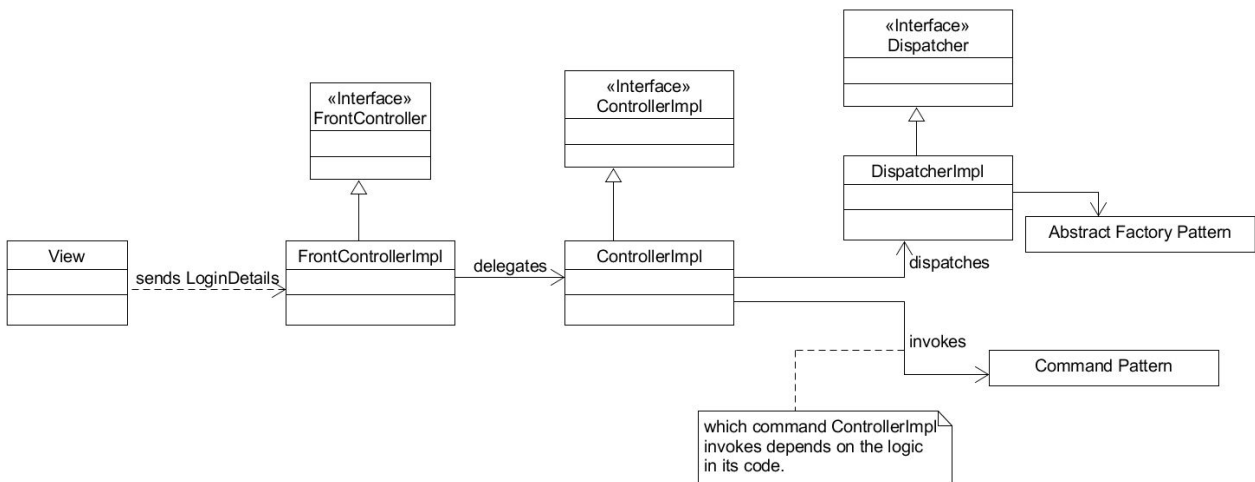 «Interface»
Dispatcher
«Interface»
FrontController
«Interface»
ControllerImpl
DispatcherImpl
Abstract Factory Pattern
View
sends LoginDetails
FrontControllerImpl
delegates
ControllerImpl
dispatches
invokes
Command Pattern
which command ControllerImpl
invokes depends on the logic
in its code.